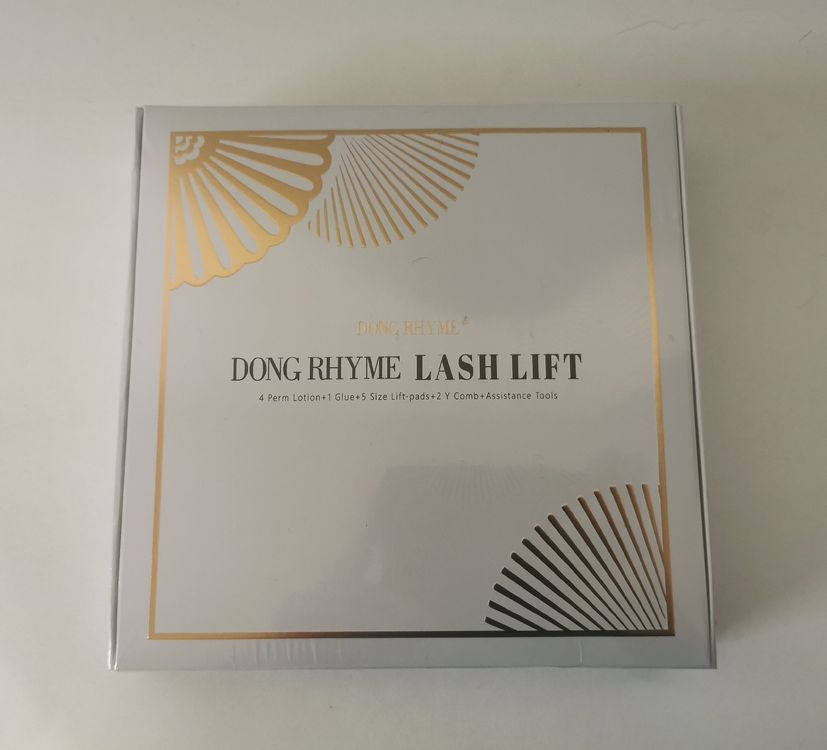 DONG RHYME®
DONG RHYME LASH LIFT
4 Perm Lotion+1 Glue+5 Size Lift-pads+2 Y Comb+Assistance Tools